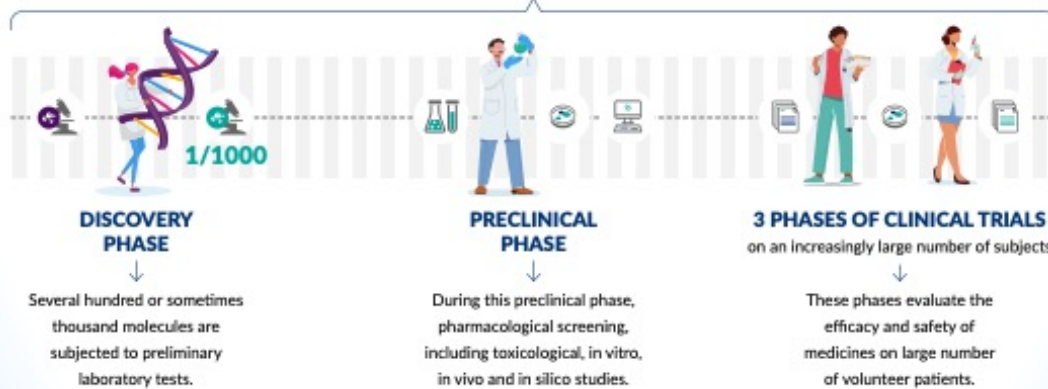 1/1000
DISCOVERY
PHASE
Several hundred or sometimes
thousand molecules are
subjected to preliminary
laboratory tests.
PRECLINICAL
PHASE
During this preclinical phase,
pharmacological screening,
including toxicological, in vitro,
in vivo and in silico studies.
3 PHASES OF CLINICAL TRIALS
on an increasingly large number of subjects
These phases evaluate the
efficacy and safety of
medicines on large number
of volunteer patients.